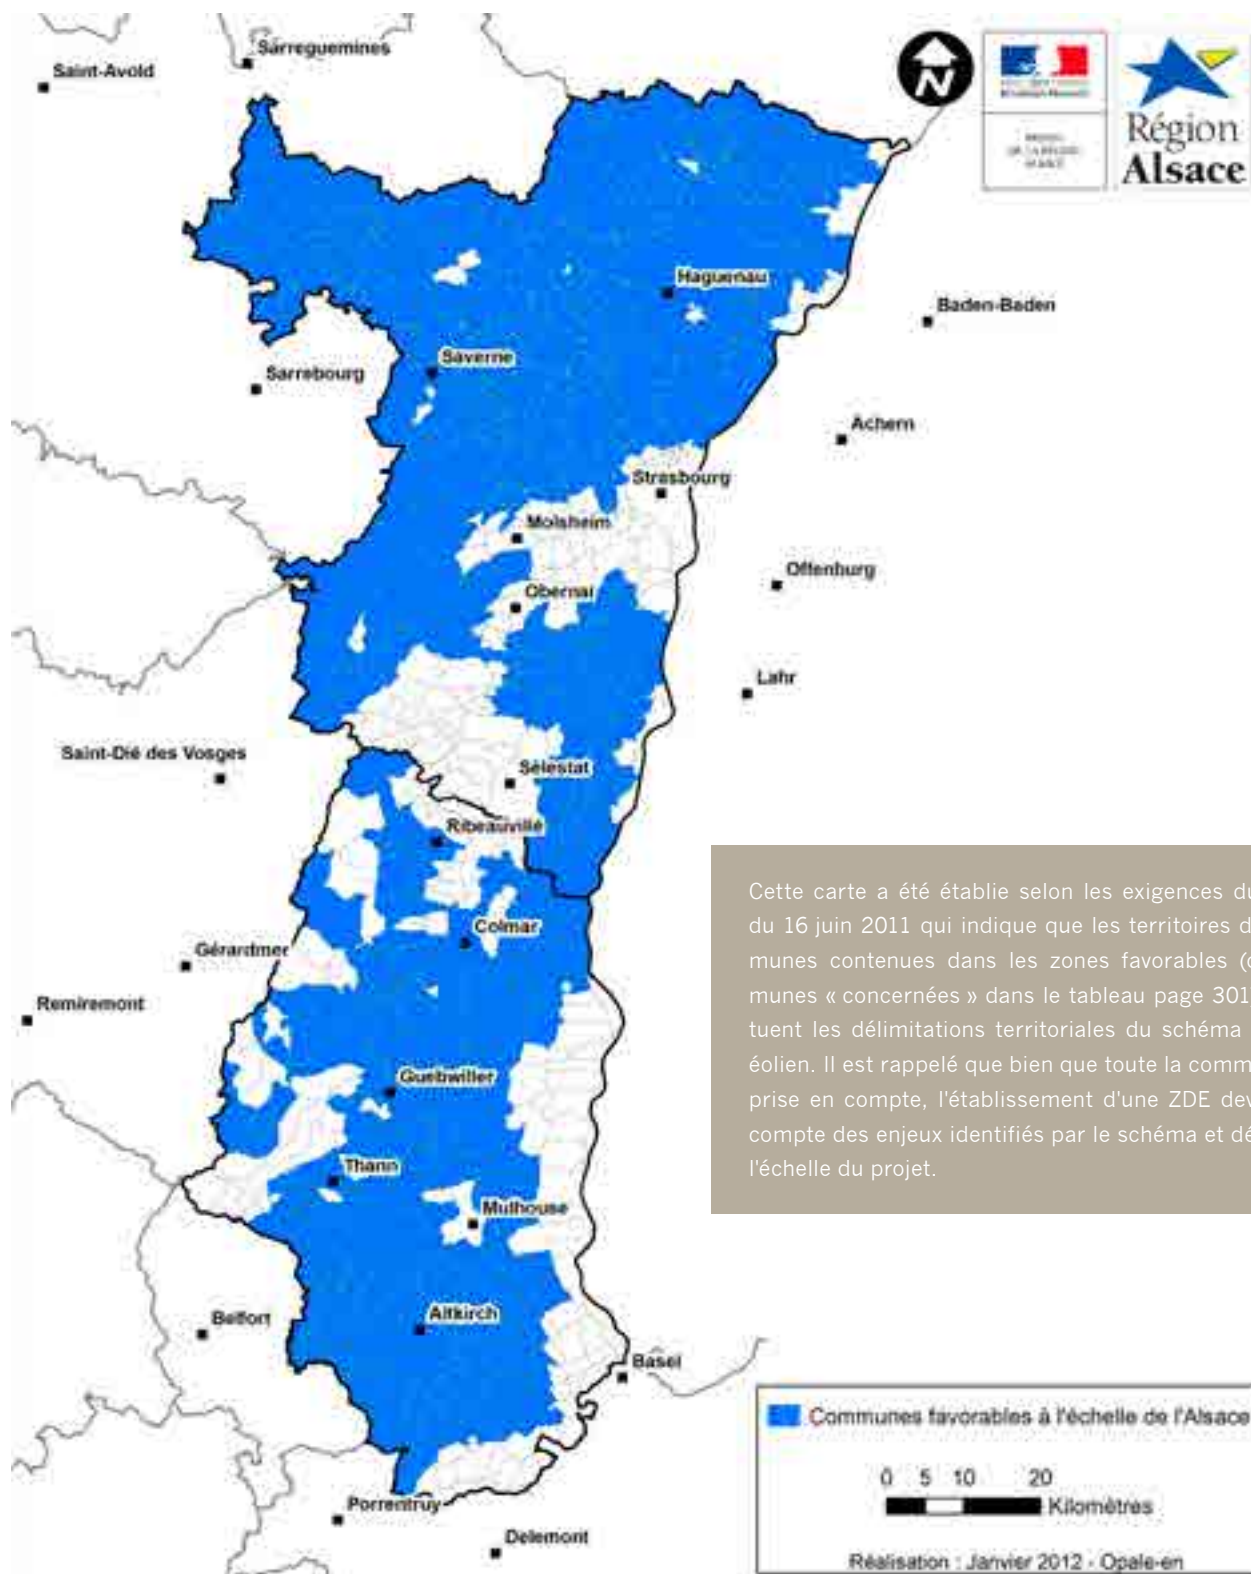 Sarreguemines
Saint-Avold
Région
Alsace
Haguenau
Baden-Baden
Saverne
Sarrebourg
Achern
Strasbourg
Molsheim
Offenburg
Obernai
Lahr
Saint-Dié des Vosges
Sélestat
Ribeauvillé
Colmar
Gérardmer
Remiremont
Guebwiller
Thann
Mulhouse
Belfort
Altkirch
Basel
Porrentruy
Delemont
Cette carte a été établie selon les exigences du
du 16 juin 2011 qui indique que les territoires d
munes contenues dans les zones favorables (
munes « concernées » dans le tableau page 301
tuent les délimitations territoriales du schéma
éolien. Il est rappelé que bien que toute la comm
prise en compte, l'établissement d'une ZDE dev
compte des enjeux identifiés par le schéma et dé
l'échelle du projet.
Communes favorables à l'échelle de l'Alsace
0 5 10 20
Kilomètres
Réalisation : Janvier 2012 - Opale-en
N